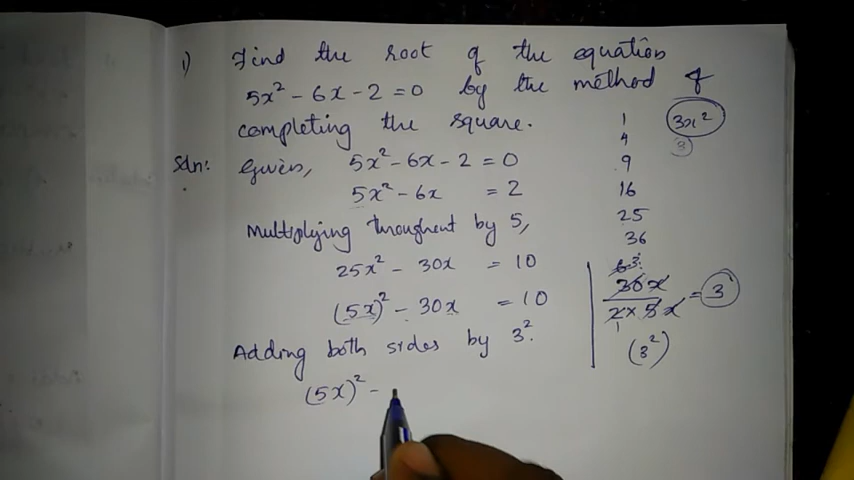 1) Find the root of the equation
5x² - 6x - 2 = 0 by the method of
completing the square.
Soln: Given, 5x² - 6x - 2 = 0
5x² - 6x = 2
Multiplying throughout by 5,
25x² - 30x = 10
(5x)² - 30x = 10
Adding both sides by 3².
(5x)² -
1
4
9
16
25
36
3x²
3
6 3
30x
2 × 5x
1
= 3
(3²)